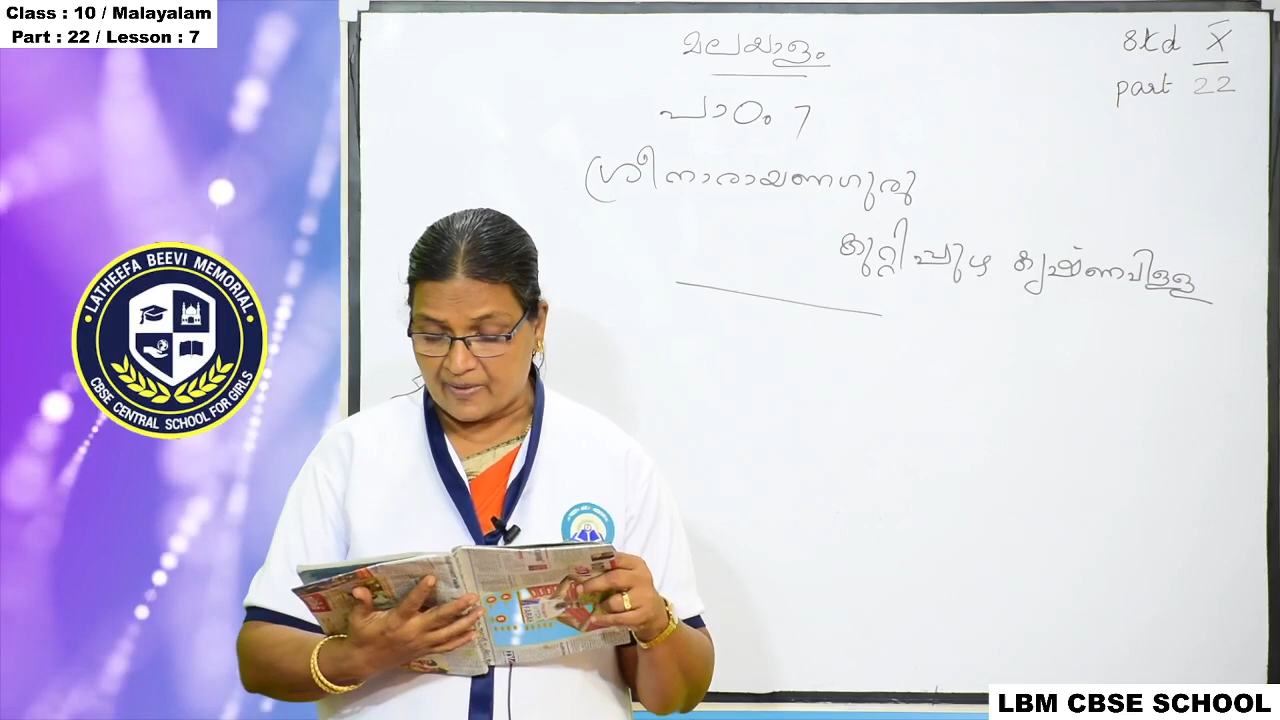 Class : 10 / Malayalam
Part : 22 / Lesson : 7
മലയാളം
Std X
part 22
പാഠം 7
ശ്രീനാരായണഗുരു
കുറ്റിപ്പുഴ കൃഷ്ണപിള്ള
LATHEEFA BEEVI MEMORIAL
CBSE CENTRAL SCHOOL FOR GIRLS
LBM CBSE SCHOOL